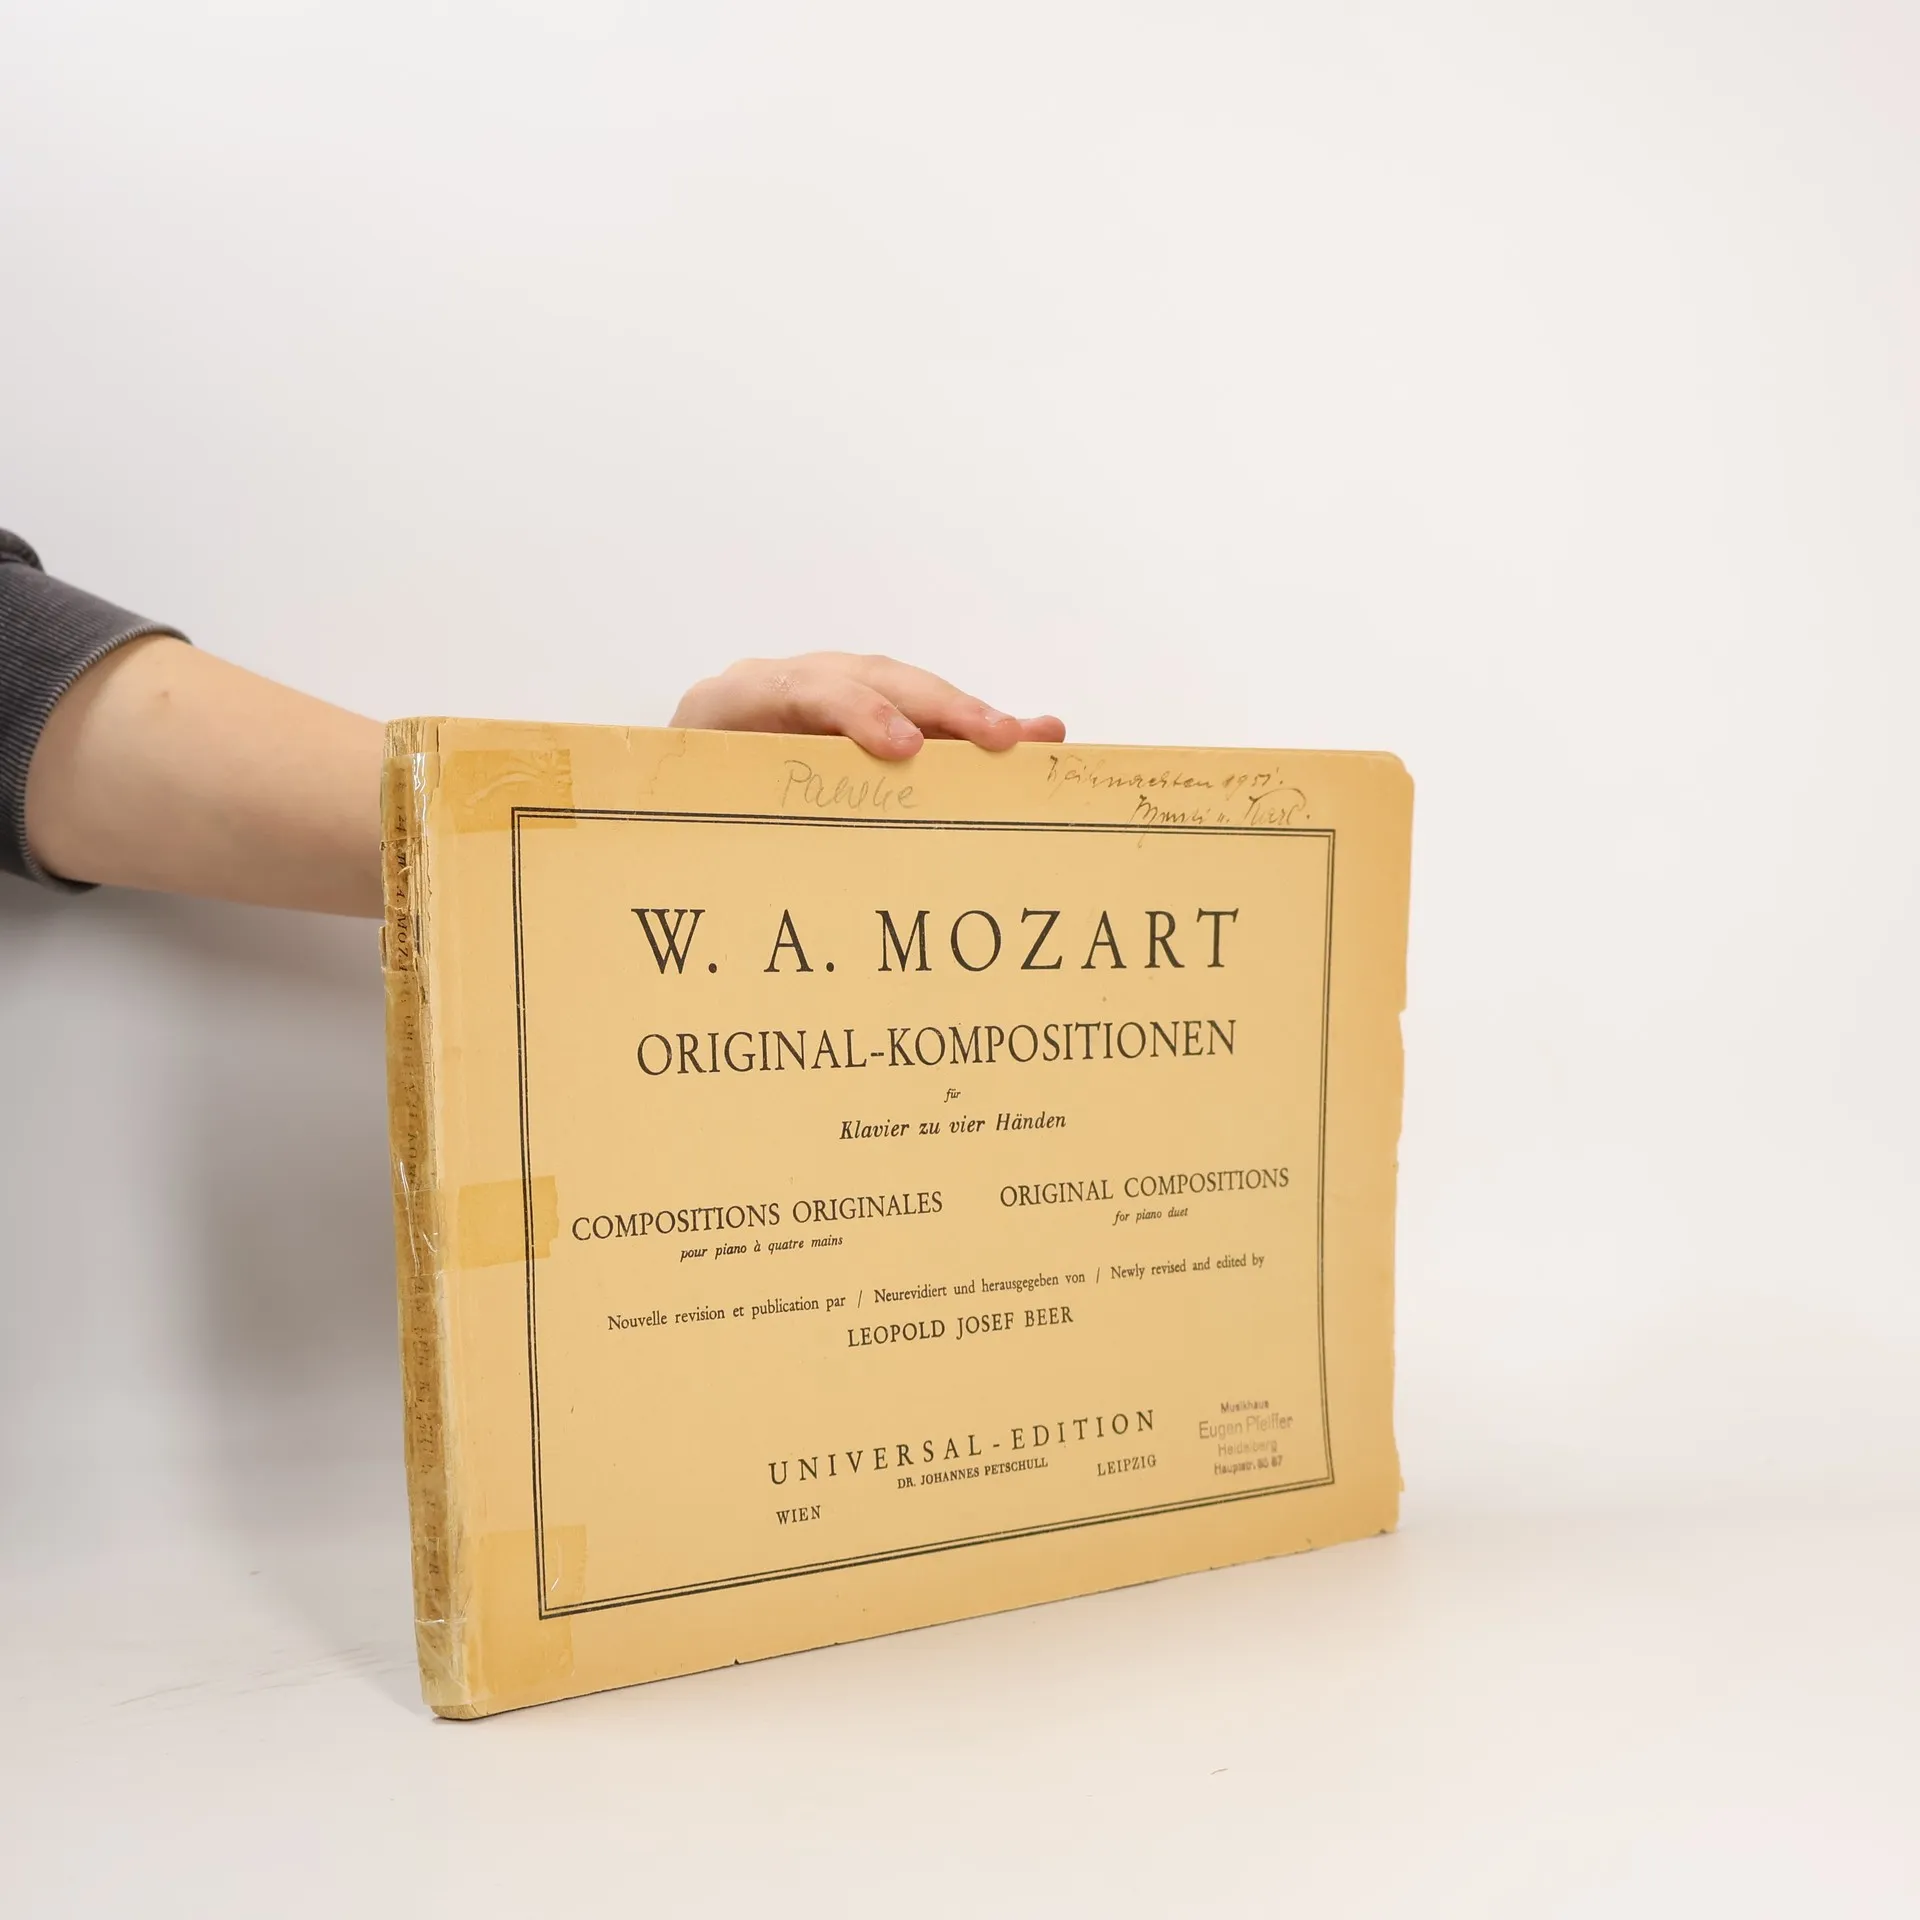 Weihnachten 1951.
W. A. MOZART
ORIGINAL-KOMPOSITIONEN
für
Klavier zu vier Händen
COMPOSITIONS ORIGINALES
pour piano à quatre mains
ORIGINAL COMPOSITIONS
for piano duet
Nouvelle revision et publication par / Neurevidiert und herausgegeben von / Newly revised and edited by
LEOPOLD JOSEF BEER
UNIVERSAL-EDITION
DR. JOHANNES PETSCHULL
WIEN LEIPZIG
Musikhaus
Eugen Pfeiffer
Heidelberg
Hauptstr.